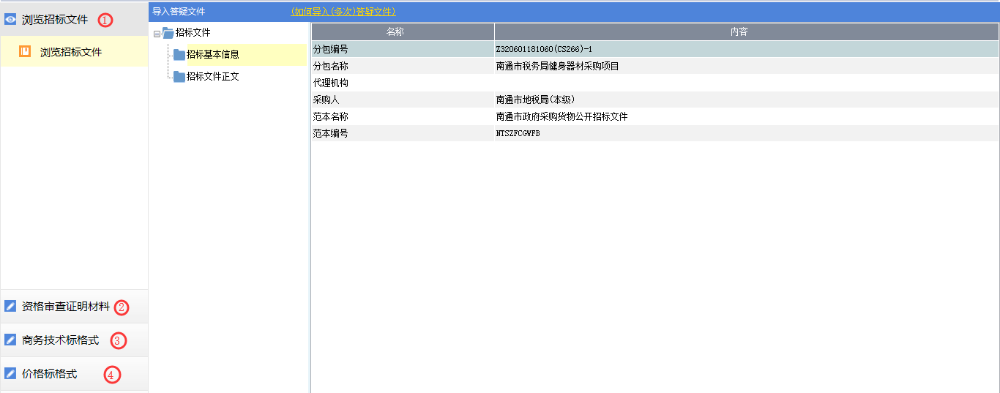 浏览招标文件 ①
浏览招标文件
资格审查证明材料 ②
商务技术标格式 ③
价格标格式 ④
导入答疑文件 (如何导入(多次)答疑文件)
招标文件
招标基本信息
招标文件正文
名称 内容
分包编号 Z320601181060(CS266)-1
分包名称 南通市税务局健身器材采购项目
代理机构
采购人 南通市地税局(本级)
范本名称 南通市政府采购货物公开招标文件
范本编号 NTSZFCGWFB